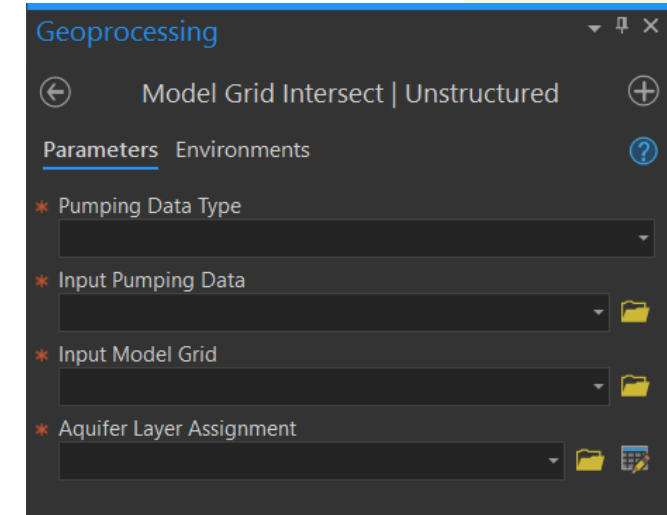 Geoprocessing
Model Grid Intersect | Unstructured
Parameters Environments
* Pumping Data Type
* Input Pumping Data
* Input Model Grid
* Aquifer Layer Assignment